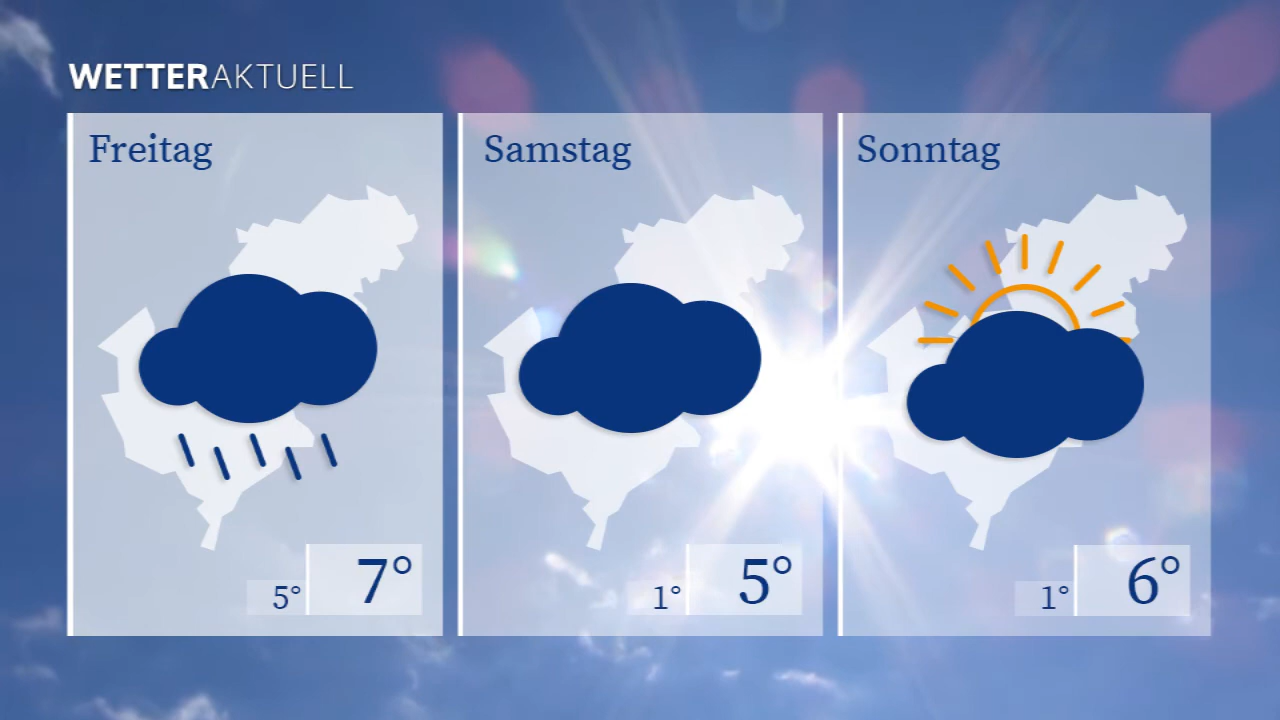 WETTERAKTUELL
Freitag
5° 7°
Samstag
1° 5°
Sonntag
1° 6°